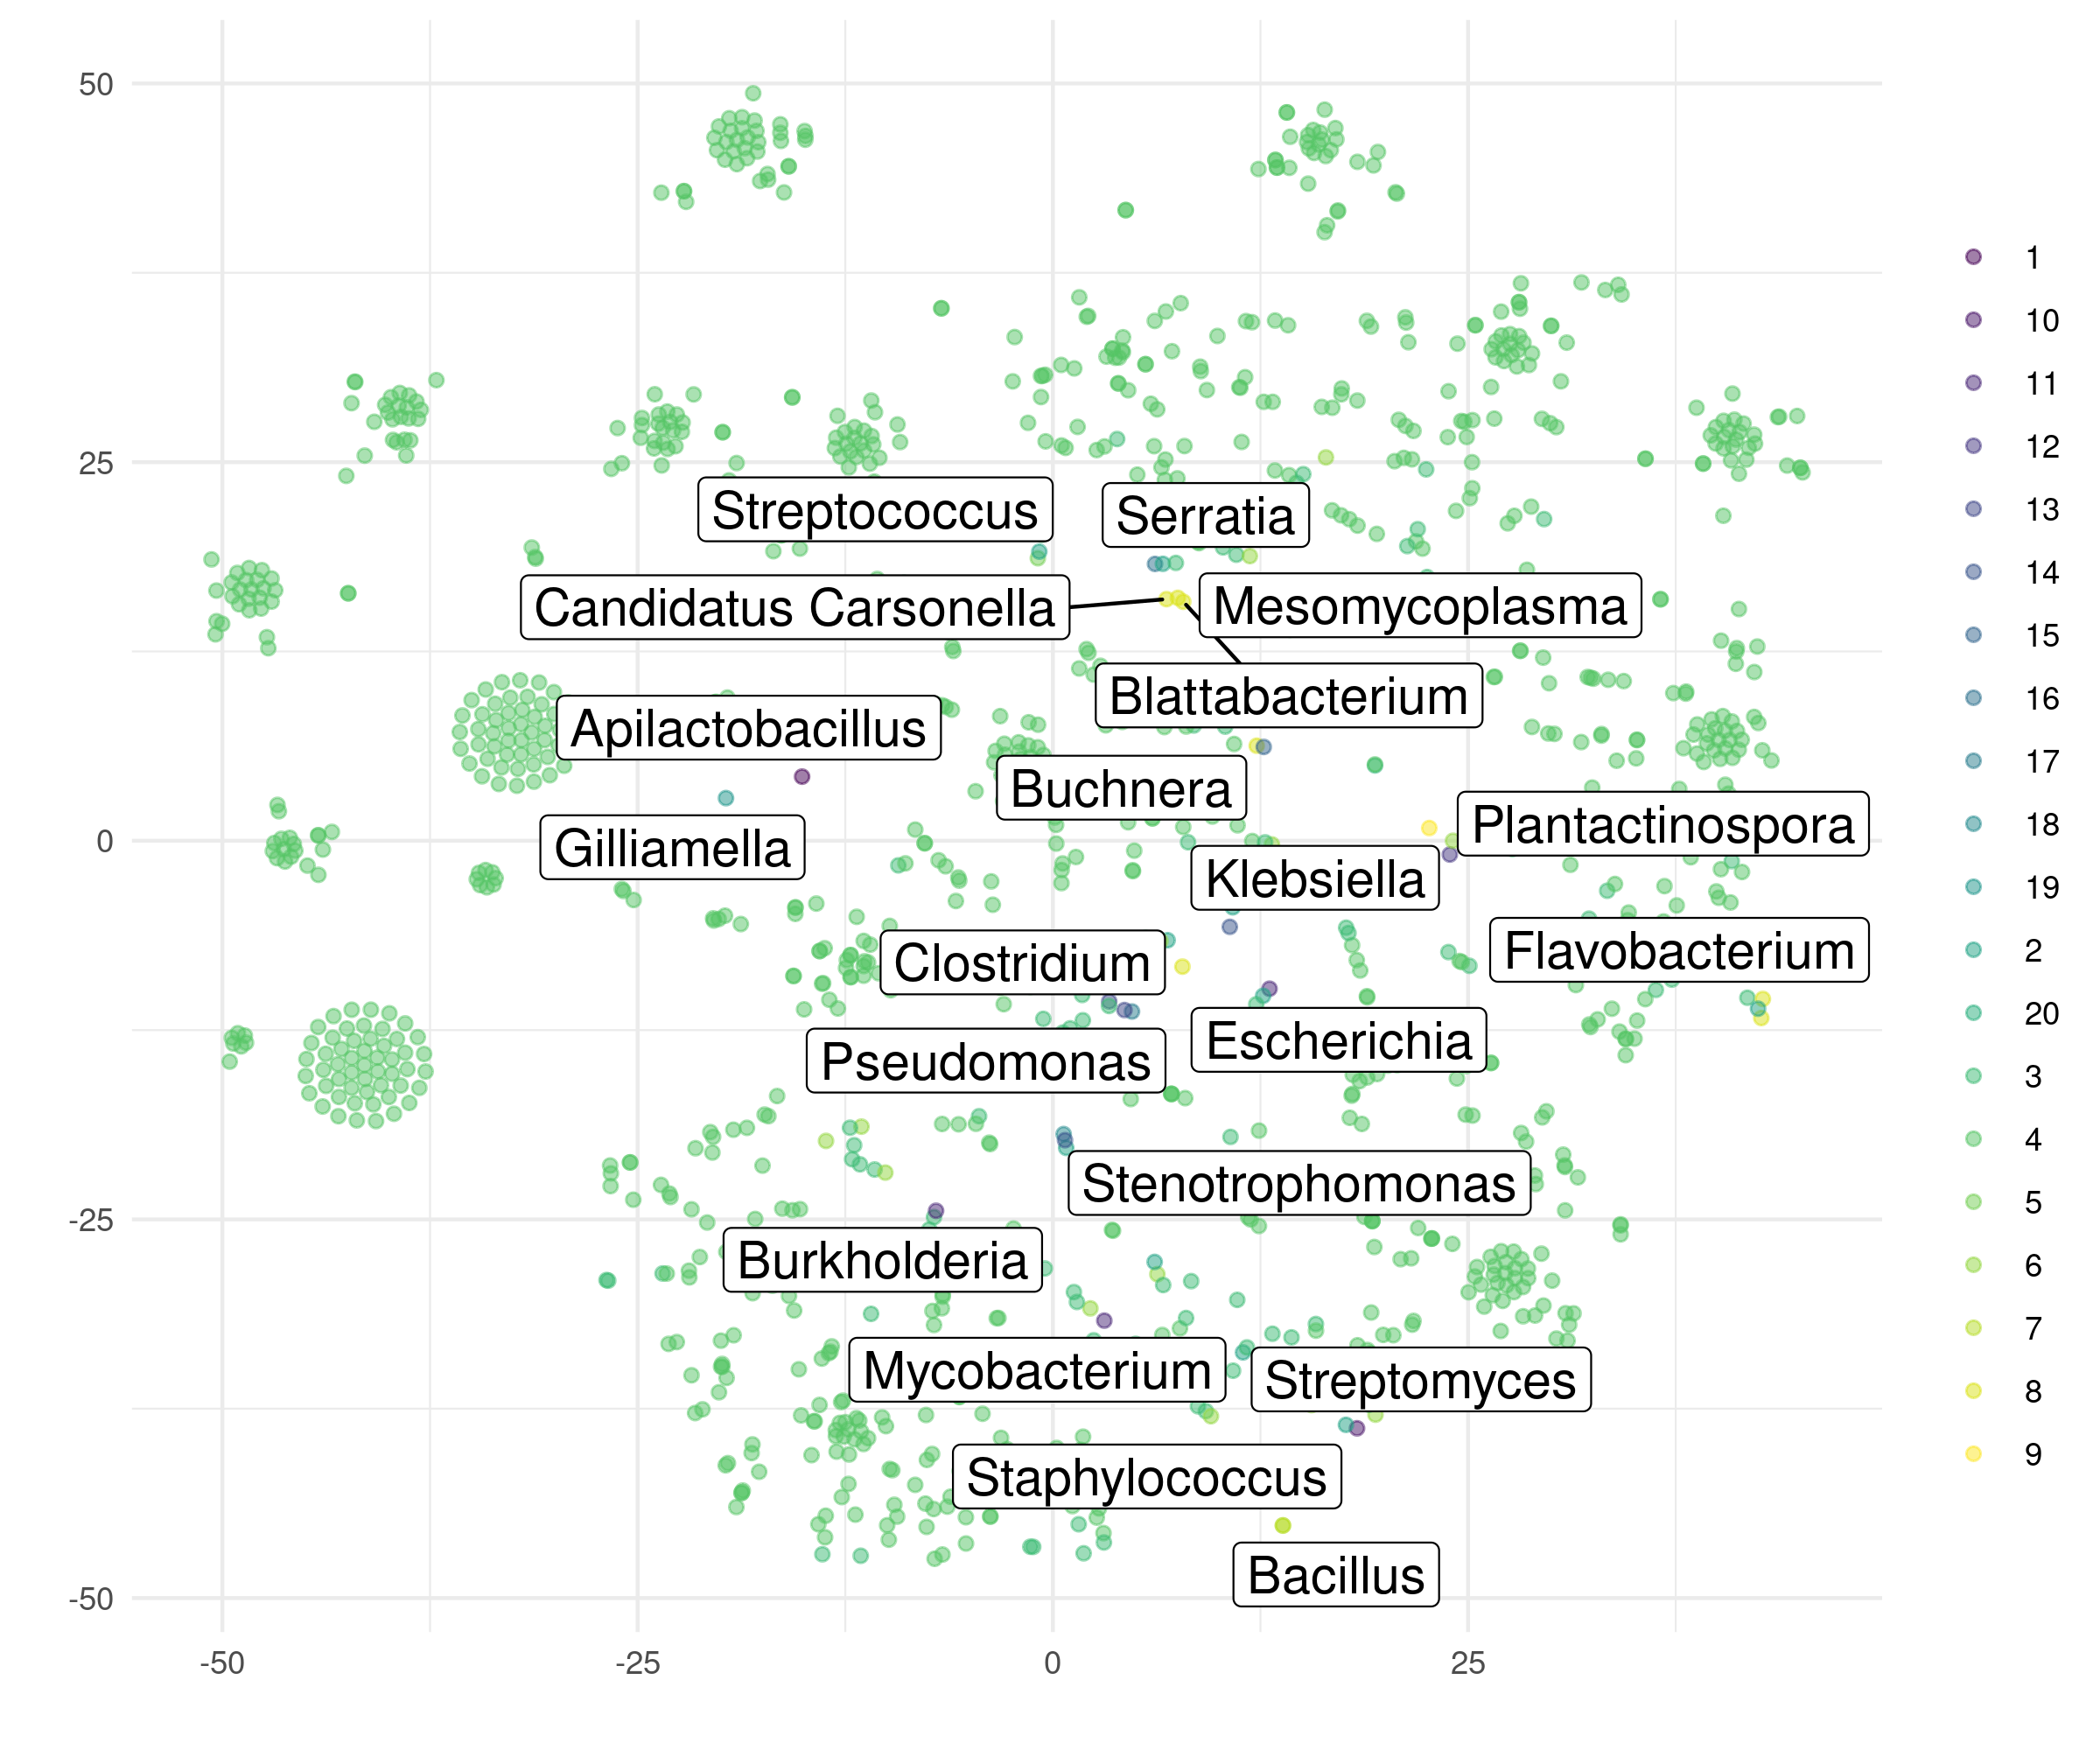 50
25
0
-25
-50
-50
-25
0
25
Streptococcus
Serratia
Candidatus Carsonella
Mesomycoplasma
Blattabacterium
Apilactobacillus
Buchnera
Plantactinospora
Gilliamella
Klebsiella
Flavobacterium
Clostridium
Escherichia
Pseudomonas
Stenotrophomonas
Burkholderia
Mycobacterium
Streptomyces
Staphylococcus
Bacillus
1
10
11
12
13
14
15
16
17
18
19
2
20
3
4
5
6
7
8
9